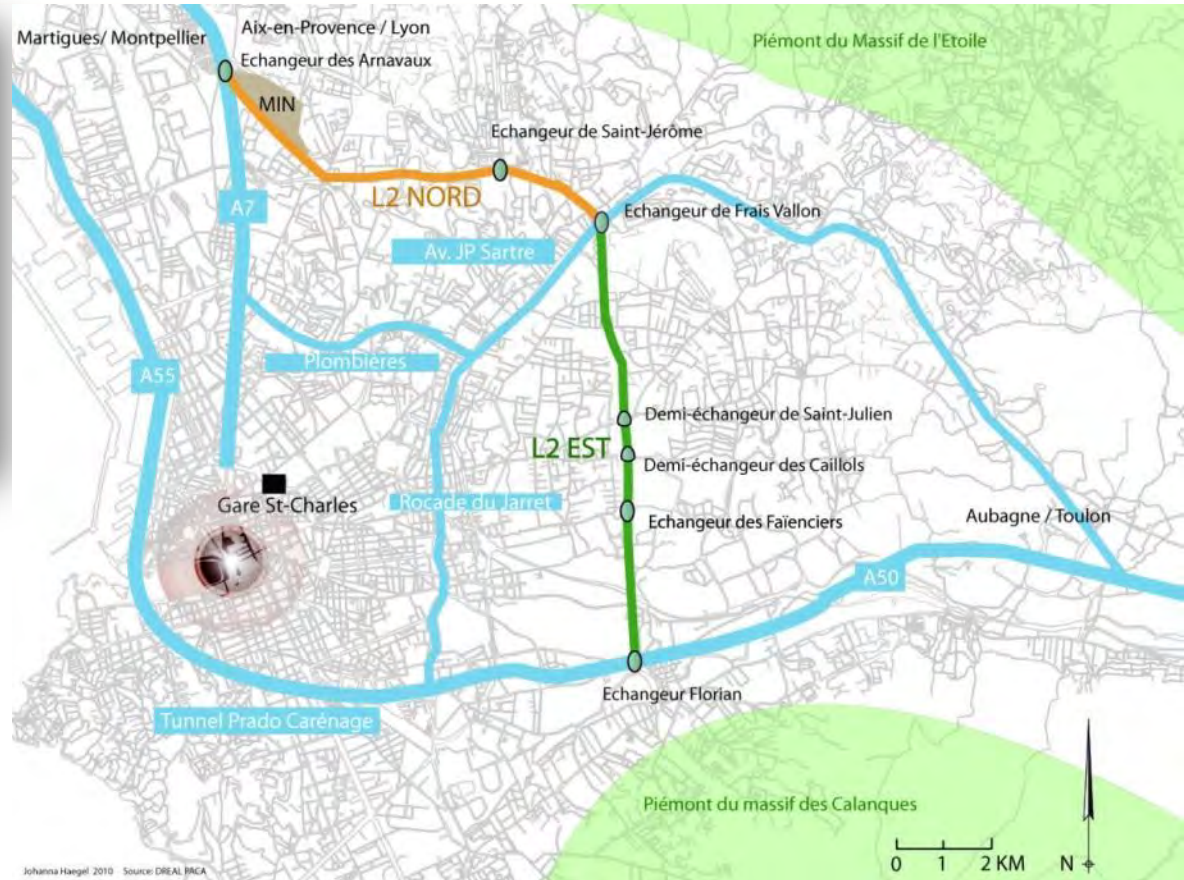 Martigues/ Montpellier
Aix-en-Provence / Lyon
Echangeur des Arnavaux
MIN
Piémont du Massif de l'Etoile
Echangeur de Saint-Jérôme
L2 NORD
A7
Echangeur de Frais Vallon
Av. JP Sartre
Plombières
A55
Demi-échangeur de Saint-Julien
L2 EST
Demi-échangeur des Caillols
Gare St-Charles
Rocade du Jarret
Echangeur des Faïenciers
Aubagne / Toulon
A50
Echangeur Florian
Tunnel Prado Carénage
Piémont du massif des Calanques
0 1 2 KM
N
Johanna Haegel 2010 Source: DREAL PACA